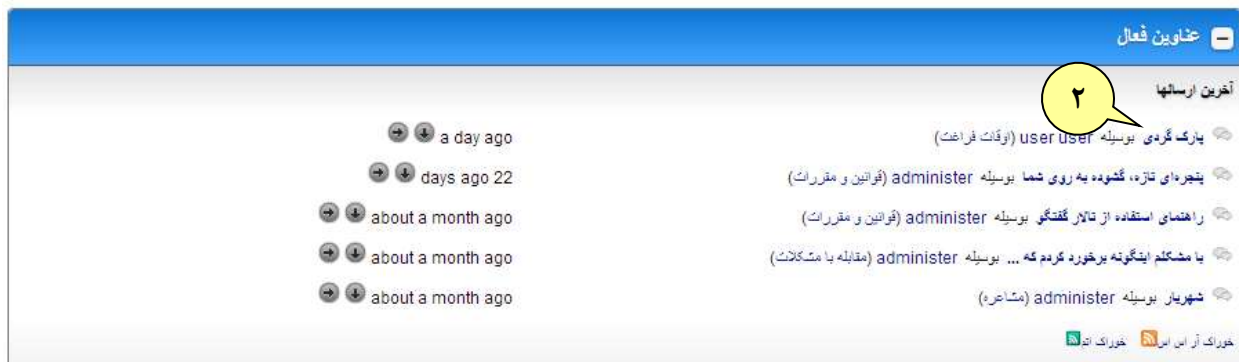 عناوین فعال
آخرین ارسالها
۲
پارک گردی بوسیله user user (اوقات فراغت) a day ago
پنجره‌ای تازه، گشوده به روی شما بوسیله administer (قوانین و مقررات) days ago 22
راهنمای استفاده از تالار گفتگو بوسیله administer (قوانین و مقررات) about a month ago
با مشکلم اینگونه برخورد کردم که ... بوسیله administer (مقابله با مشکلات) about a month ago
شهریار بوسیله administer (مشاعره) about a month ago
خوراک آر اس اس خوراک اتم